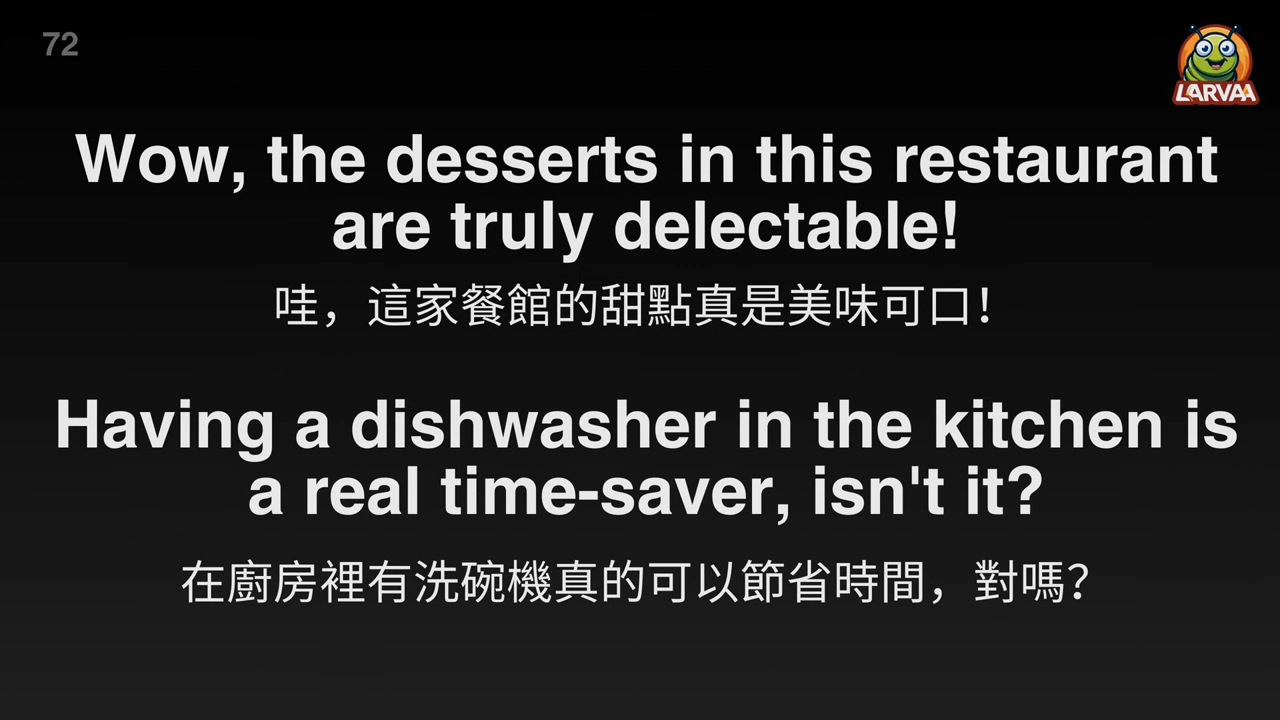 72
LARVAA
Wow, the desserts in this restaurant
are truly delectable!
哇，這家餐館的甜點真是美味可口！
Having a dishwasher in the kitchen is
a real time-saver, isn't it?
在廚房裡有洗碗機真的可以節省時間，對嗎？